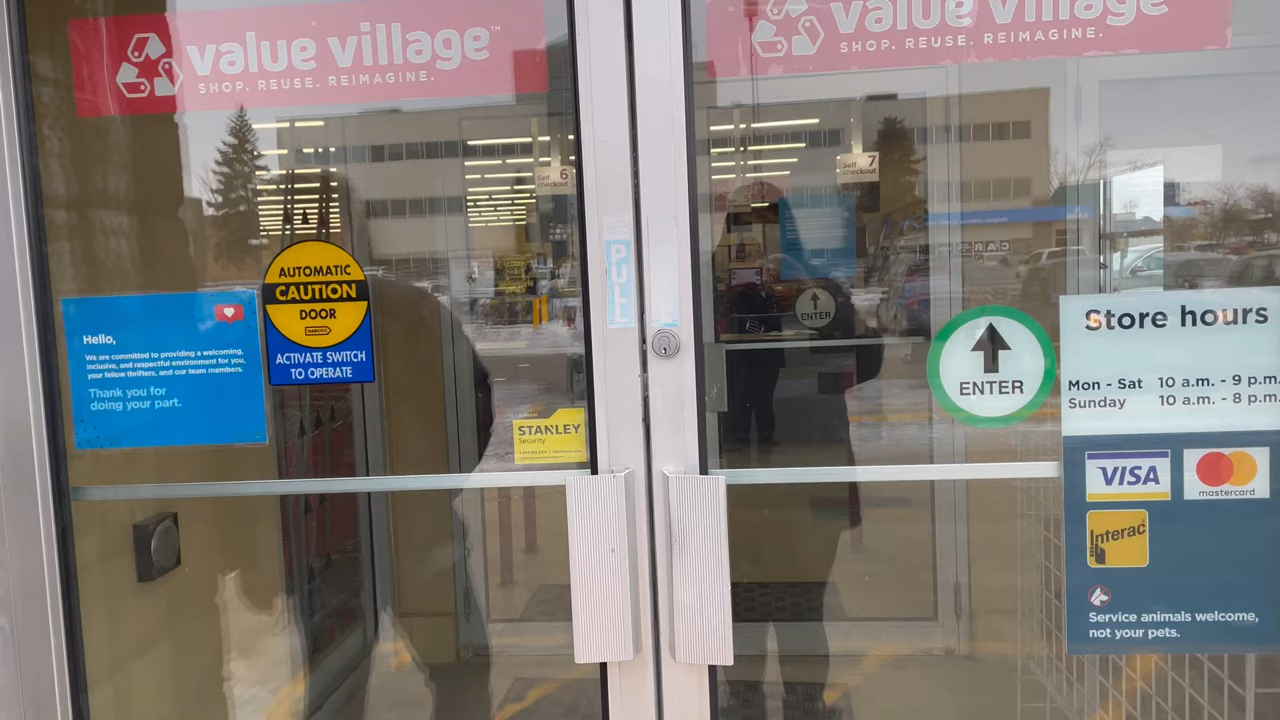 value village™
SHOP. REUSE. REIMAGINE.
value village™
SHOP. REUSE. REIMAGINE.
Self 6
checkout
Self 7
checkout
PULL
AUTOMATIC
CAUTION
DOOR
ACTIVATE SWITCH
TO OPERATE
Hello,
We are committed to providing a welcoming,
inclusive, and respectful environment for you,
your fellow thrifters, and our team members.
Thank you for
doing your part.
STANLEY
Security
ENTER
ENTER
Store hours
Mon - Sat 10 a.m. - 9 p.m.
Sunday 10 a.m. - 8 p.m.
VISA
mastercard
Interac
Service animals welcome,
not your pets.